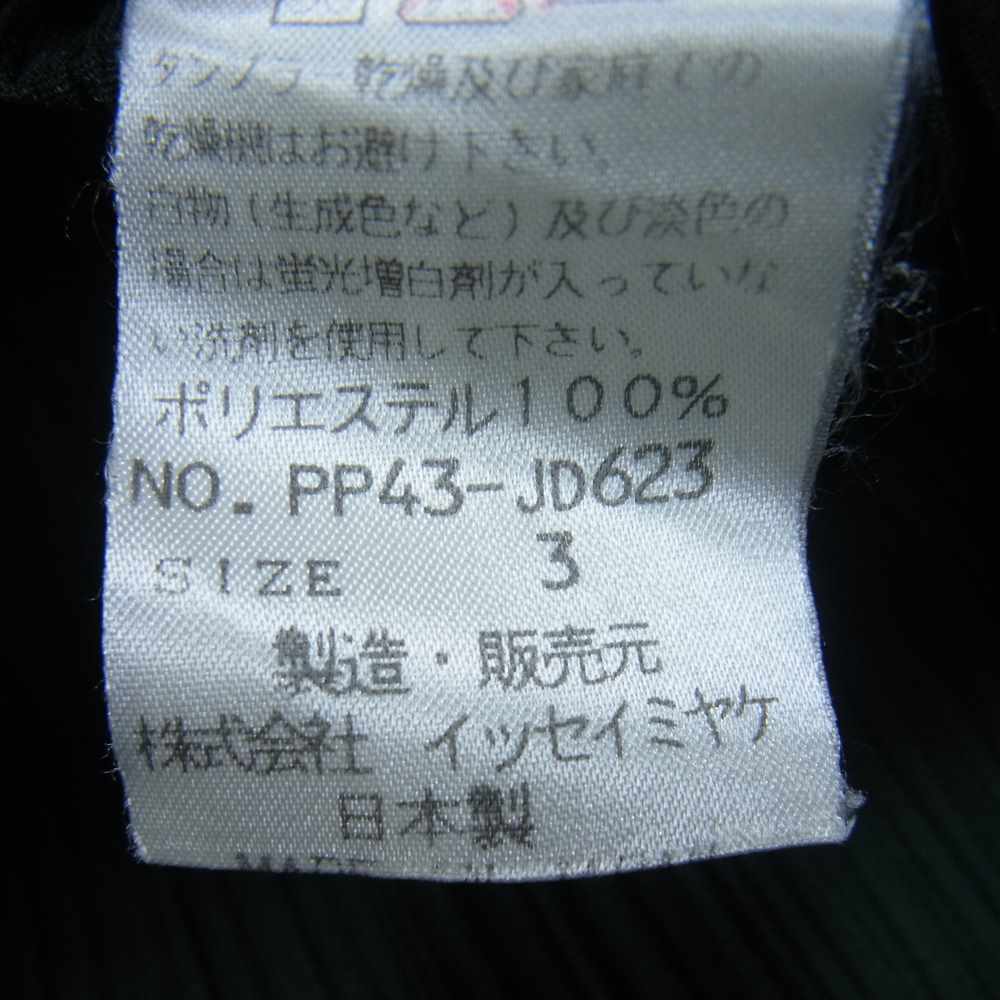 タンブラー乾燥及び家庭での
乾燥機はお避け下さい。
白物(生成色など)及び淡色の
場合は蛍光増白剤が入っていな
い洗剤を使用して下さい。
ポリエステル100%
NO. PP43-JD623
SIZE 3
製造・販売元
株式会社 イッセイミヤケ
日本製
MADE